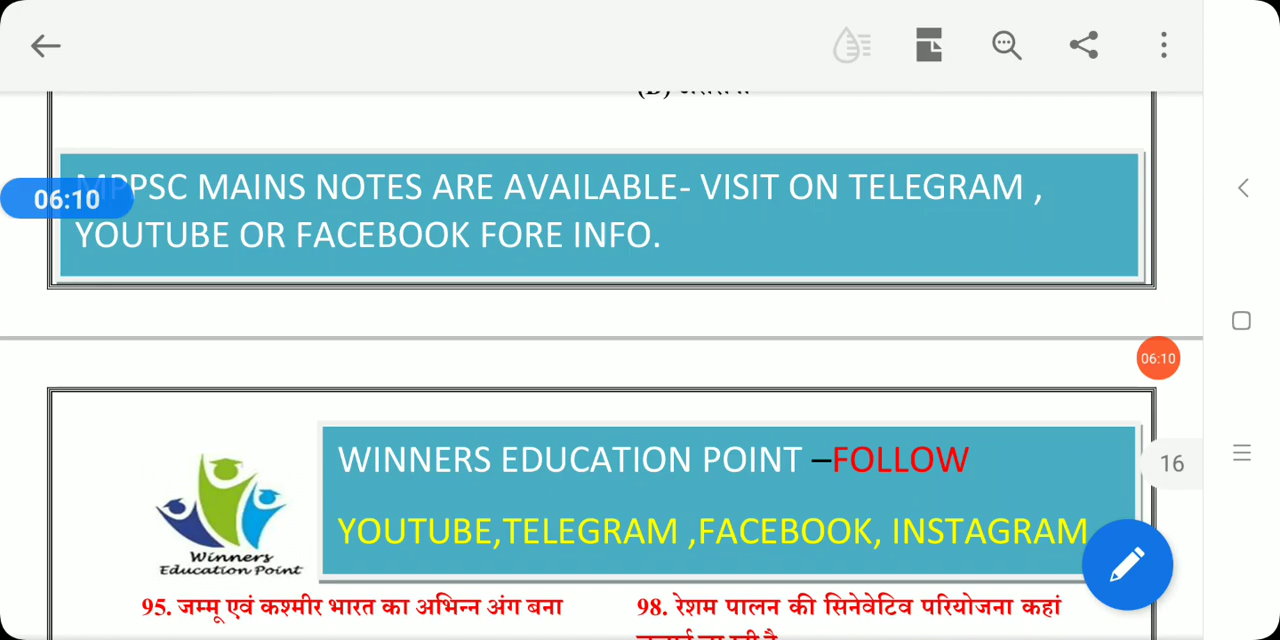 MPPSC MAINS NOTES ARE AVAILABLE- VISIT ON TELEGRAM ,
06:10
YOUTUBE OR FACEBOOK FORE INFO.
06:10
WINNERS EDUCATION POINT –FOLLOW
16
YOUTUBE,TELEGRAM ,FACEBOOK, INSTAGRAM
Winners
Education Point
95. जम्मू एवं कश्मीर भारत का अभिन्न अंग बना
98. रेशम पालन की सिनेवेटिव परियोजना कहां